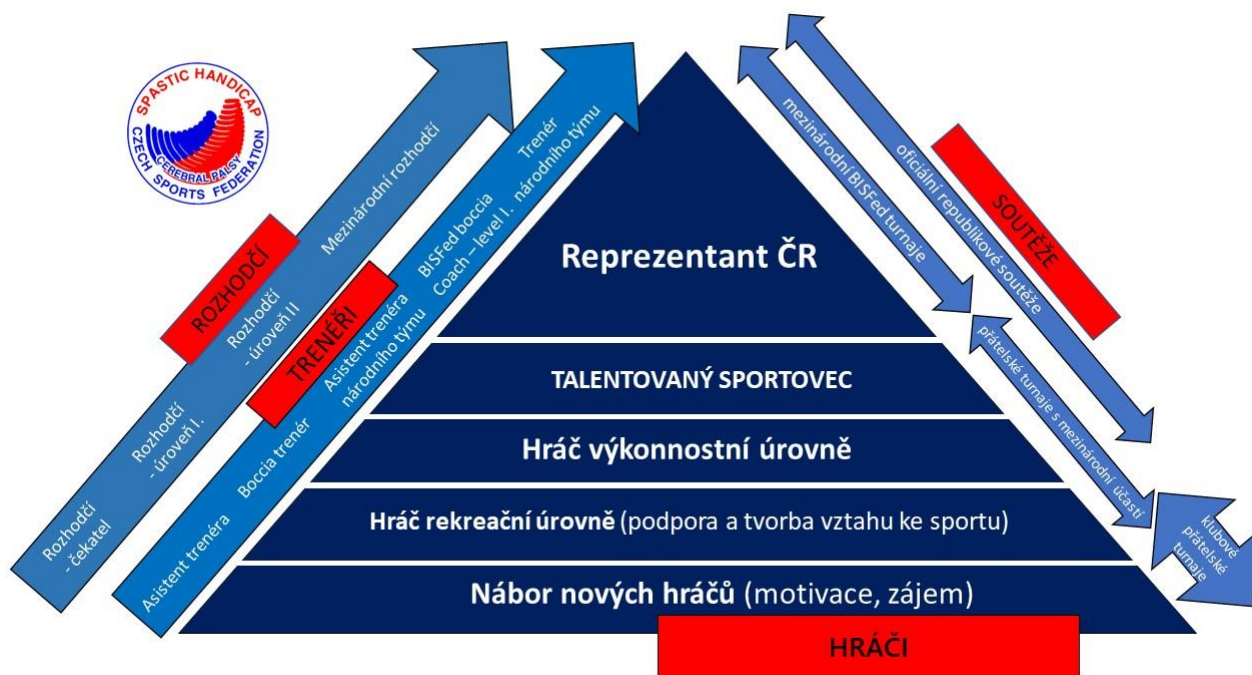 SPASTIC HANDICAP
CEREBRAL PALSY
CZECH SPORTS FEDERATION
ROZHODČÍ
Rozhodčí
- čekatel
Rozhodčí
- úroveň I.
Rozhodčí
- úroveň II
Mezinárodní rozhodčí
TRENÉŘI
Asistent trenéra
Boccia trenér
Asistent trenéra
národního týmu
BISFed boccia
Coach – level I.
Trenér
národního týmu
Reprezentant ČR
TALENTOVANÝ SPORTOVEC
Hráč výkonnostní úrovně
Hráč rekreační úrovně (podpora a tvorba vztahu ke sportu)
Nábor nových hráčů (motivace, zájem)
HRÁČI
SOUTĚŽE
oficiální republikové soutěže
mezinárodní BISFed turnaje
přátelské turnaje s mezinárodní účastí
klubové
přátelské
turnaje